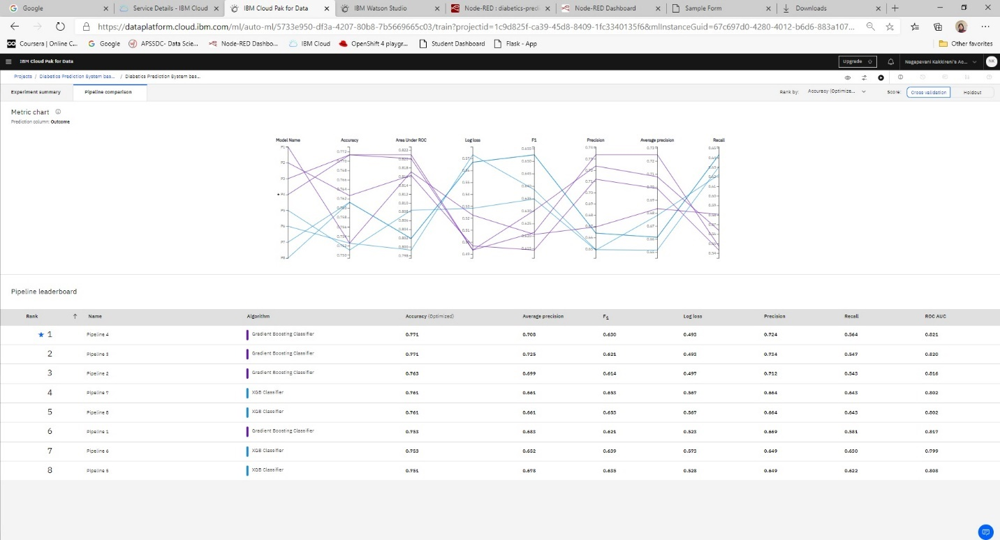 Google
Service Details - IBM Cloud
IBM Cloud Pak for Data
IBM Watson Studio
Node-RED : diabetics-pred
Node-RED Dashboard
Sample Form
Downloads
https://dataplatform.cloud.ibm.com/ml/auto-ml/5733e950-df3a-4207-80b8-7b5669665c03/train?projectid=1c9d825f-ca39-45d8-8409-1fc3340135f6&mlInstanceGuid=67c697d0-4280-4012-b6d6-883a107...
Coursera | Online C...
Google
APSSDC- Data Scie...
Node-RED Dashbo...
IBM Cloud
OpenShift 4 playgr...
Student Dashboard
Flask - App
Other favorites
IBM Cloud Pak for Data
Upgrade
Nagapavani Kakkireni's Ac...
NK
Projects / Diabetics Prediction System bas... / Diabetics Prediction System bas...
Experiment summary
Pipeline comparison
Rank by: Accuracy (Optimize...
Score: Cross validation Holdout
Metric chart
Prediction column: Outcome
Model Name Accuracy Area Under ROC Log loss F1 Precision Average precision Recall
Pipeline leaderboard
Rank Name Algorithm Accuracy (Optimized) Average precision F1 Log loss Precision Recall ROC AUC
1 Pipeline 4 Gradient Boosting Classifier 0.771 0.708 0.630 0.493 0.724 0.564 0.821
2 Pipeline 3 Gradient Boosting Classifier 0.771 0.725 0.621 0.493 0.734 0.547 0.820
3 Pipeline 2 Gradient Boosting Classifier 0.763 0.699 0.614 0.497 0.712 0.543 0.816
4 Pipeline 7 XGB Classifier 0.761 0.661 0.653 0.567 0.664 0.643 0.802
5 Pipeline 8 XGB Classifier 0.761 0.661 0.653 0.567 0.664 0.643 0.802
6 Pipeline 1 Gradient Boosting Classifier 0.753 0.683 0.621 0.523 0.669 0.581 0.817
7 Pipeline 6 XGB Classifier 0.753 0.652 0.639 0.573 0.649 0.630 0.799
8 Pipeline 5 XGB Classifier 0.751 0.678 0.635 0.528 0.649 0.622 0.808